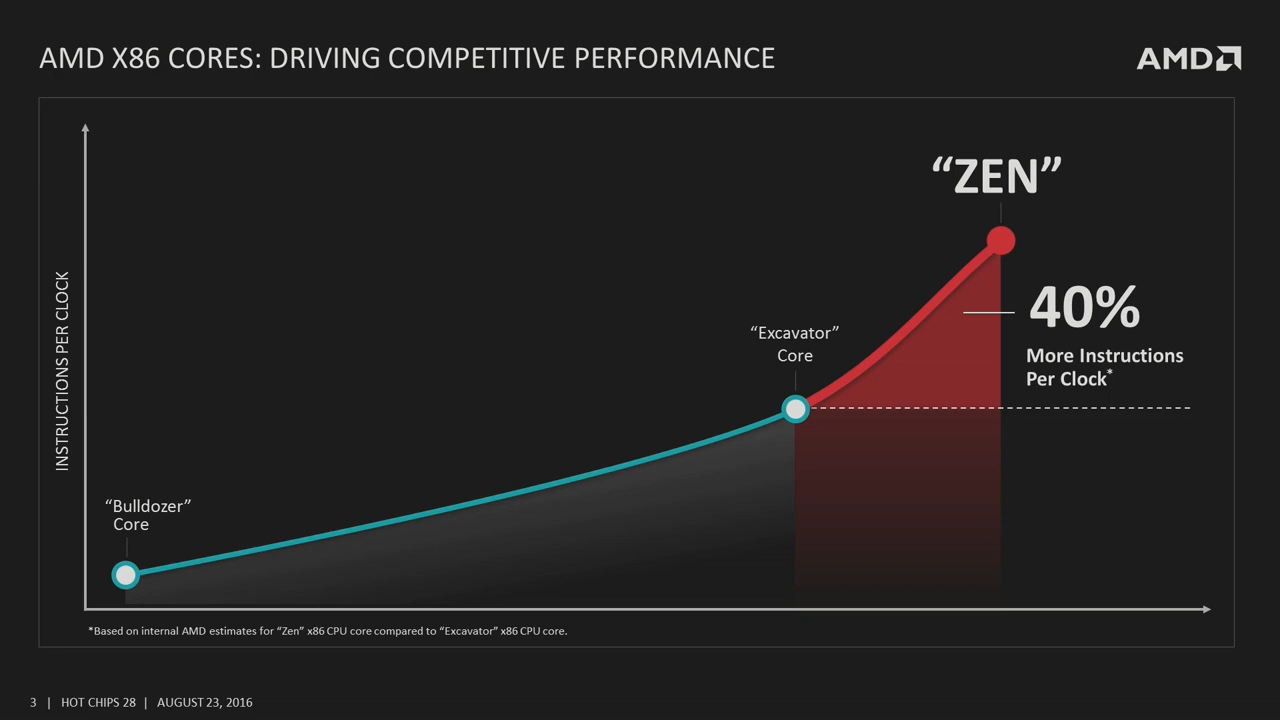 AMD X86 CORES: DRIVING COMPETITIVE PERFORMANCE
AMD
“ZEN”
40%
More Instructions
Per Clock*
“Excavator”
Core
INSTRUCTIONS PER CLOCK
“Bulldozer”
Core
*Based on internal AMD estimates for “Zen” x86 CPU core compared to “Excavator” x86 CPU core.
3 | HOT CHIPS 28 | AUGUST 23, 2016